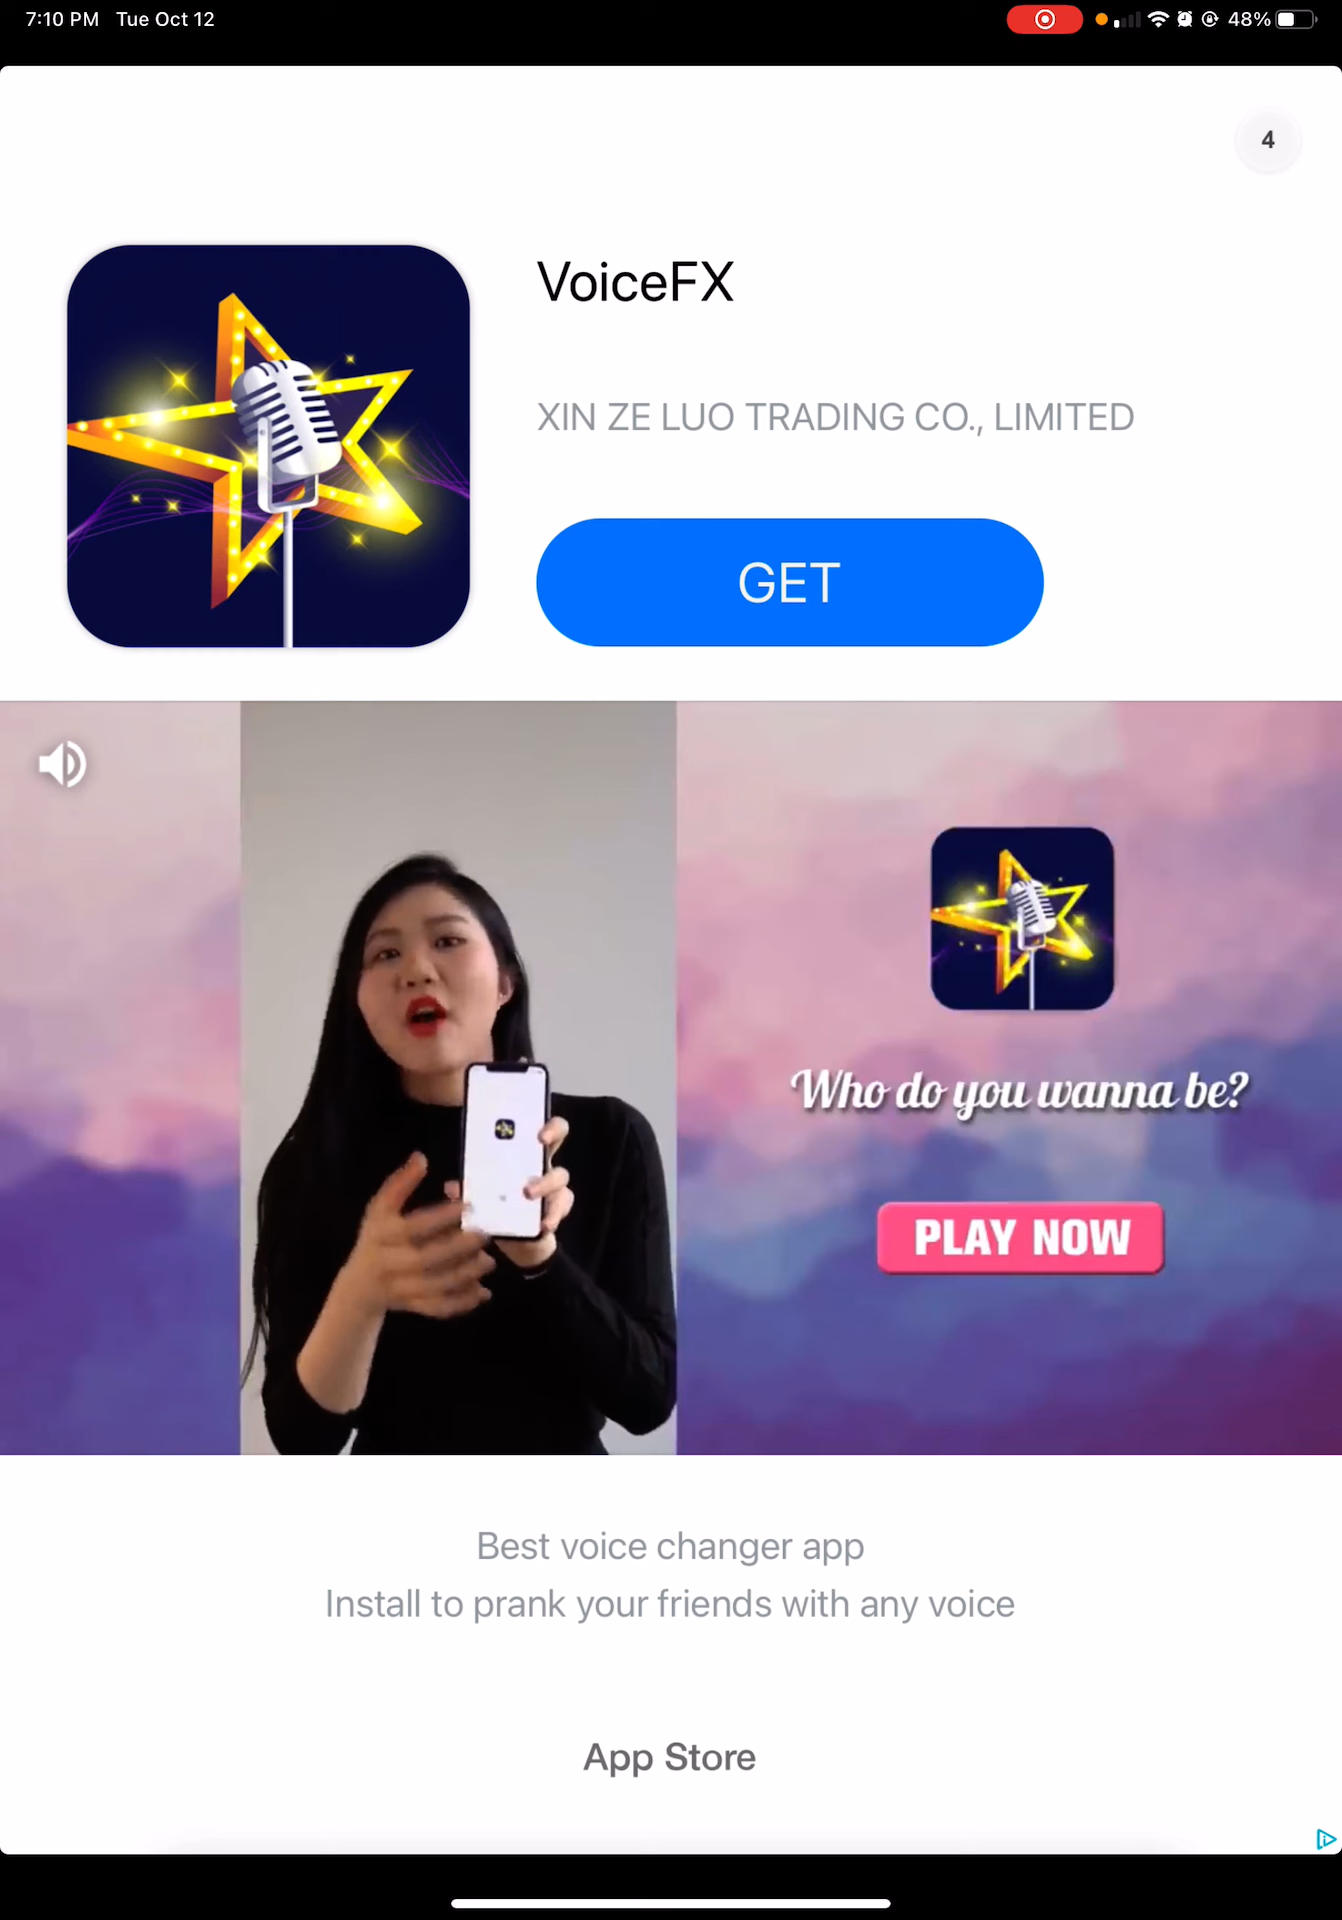 7:10 PM Tue Oct 12
48%
4
VoiceFX
XIN ZE LUO TRADING CO., LIMITED
GET
Who do you wanna be?
PLAY NOW
Best voice changer app
Install to prank your friends with any voice
App Store